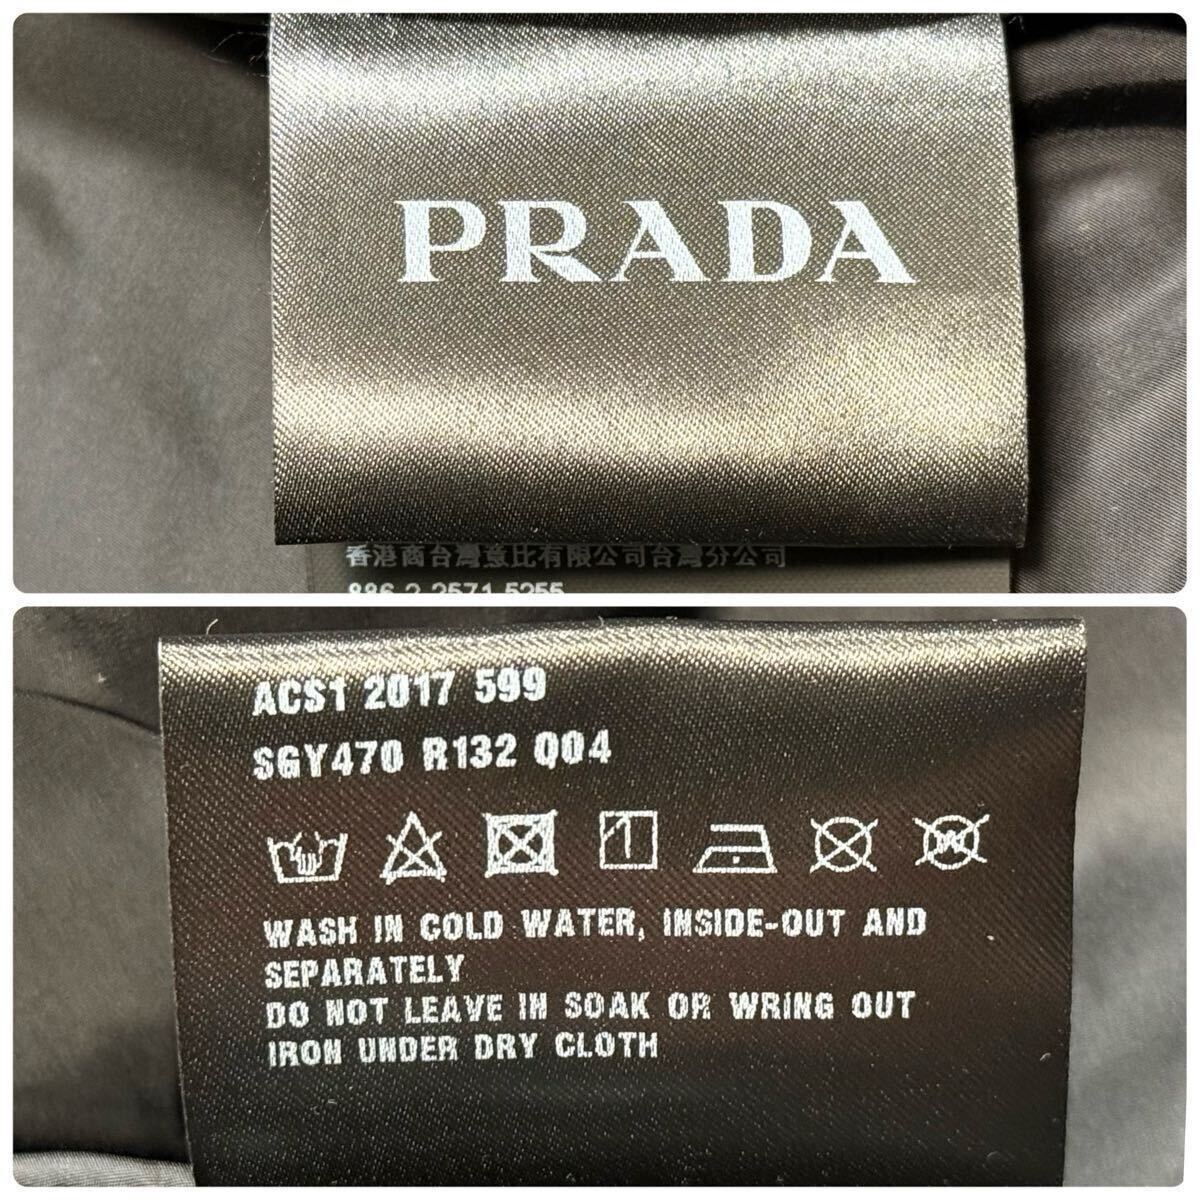 PRADA
香港商台灣意比有限公司台灣分公司
886 2 2571 5255
ACS1 2017 599
SGY470 R132 Q04
WASH IN COLD WATER, INSIDE-OUT AND
SEPARATELY
DO NOT LEAVE IN SOAK OR WRING OUT
IRON UNDER DRY CLOTH